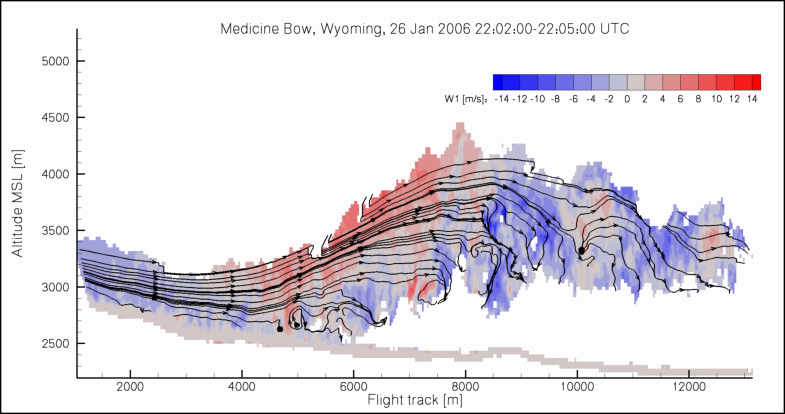 Medicine Bow, Wyoming, 26 Jan 2006 22:02:00-22:05:00 UTC
5000
W1 [m/s]: -14 -12 -10 -8 -6 -4 -2 0 2 4 6 8 10 12 14
4500
4000
Altitude MSL [m]
3500
3000
2500
2000 4000 6000 8000 10000 12000
Flight track [m]